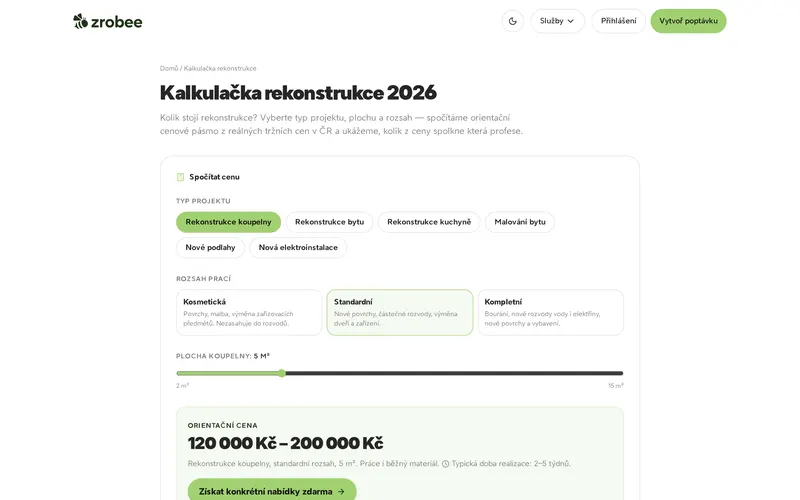 zrobee
Služby
Přihlášení
Vytvoř poptávku
Domů / Kalkulačka rekonstrukce
Kalkulačka rekonstrukce 2026
Kolik stojí rekonstrukce? Vyberte typ projektu, plochu a rozsah — spočítáme orientační
cenové pásmo z reálných tržních cen v ČR a ukážeme, kolik z ceny spolkne která profese.
Spočítat cenu
TYP PROJEKTU
Rekonstrukce koupelny
Rekonstrukce bytu
Rekonstrukce kuchyně
Malování bytu
Nové podlahy
Nová elektroinstalace
ROZSAH PRACÍ
Kosmetická
Povrchy, malba, výměna zařizovacích
předmětů. Nezasahuje do rozvodů.
Standardní
Nové povrchy, částečné rozvody, výměna
dveří a zařízení.
Kompletní
Bourání, nové rozvody vody i elektřiny,
nové povrchy a vybavení.
PLOCHA KOUPELNY: 5 M²
2 m²
15 m²
ORIENTAČNÍ CENA
120 000 Kč – 200 000 Kč
Rekonstrukce koupelny, standardní rozsah, 5 m². Práce i běžný materiál. Typická doba realizace: 2–5 týdnů.
Získat konkrétní nabídky zdarma →